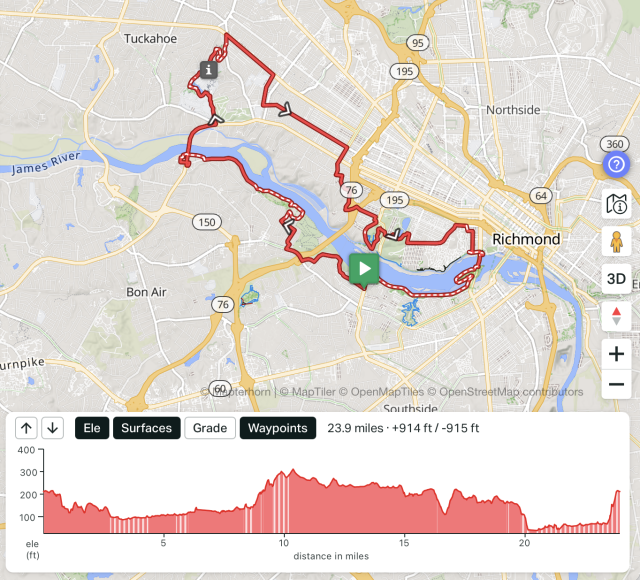 Tuckahoe
95
195
Northside
360
James River
76
195
64
150
Richmond
3D
Bon Air
76
60
© MapTiler © OpenMapTiles © OpenStreetMap contributors
Southside
Ele
Surfaces
Grade
Waypoints
23.9 miles · +914 ft / -915 ft
400
300
200
100
ele
(ft)
5
10
15
20
distance in miles